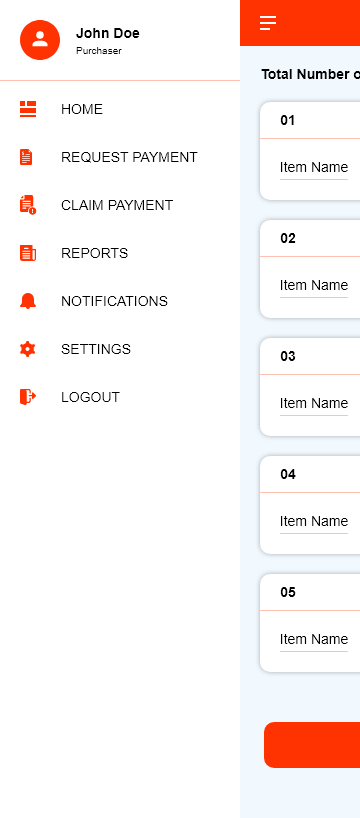 John Doe
Purchaser
HOME
REQUEST PAYMENT
CLAIM PAYMENT
REPORTS
NOTIFICATIONS
SETTINGS
LOGOUT
Total Number o
01
Item Name
02
Item Name
03
Item Name
04
Item Name
05
Item Name